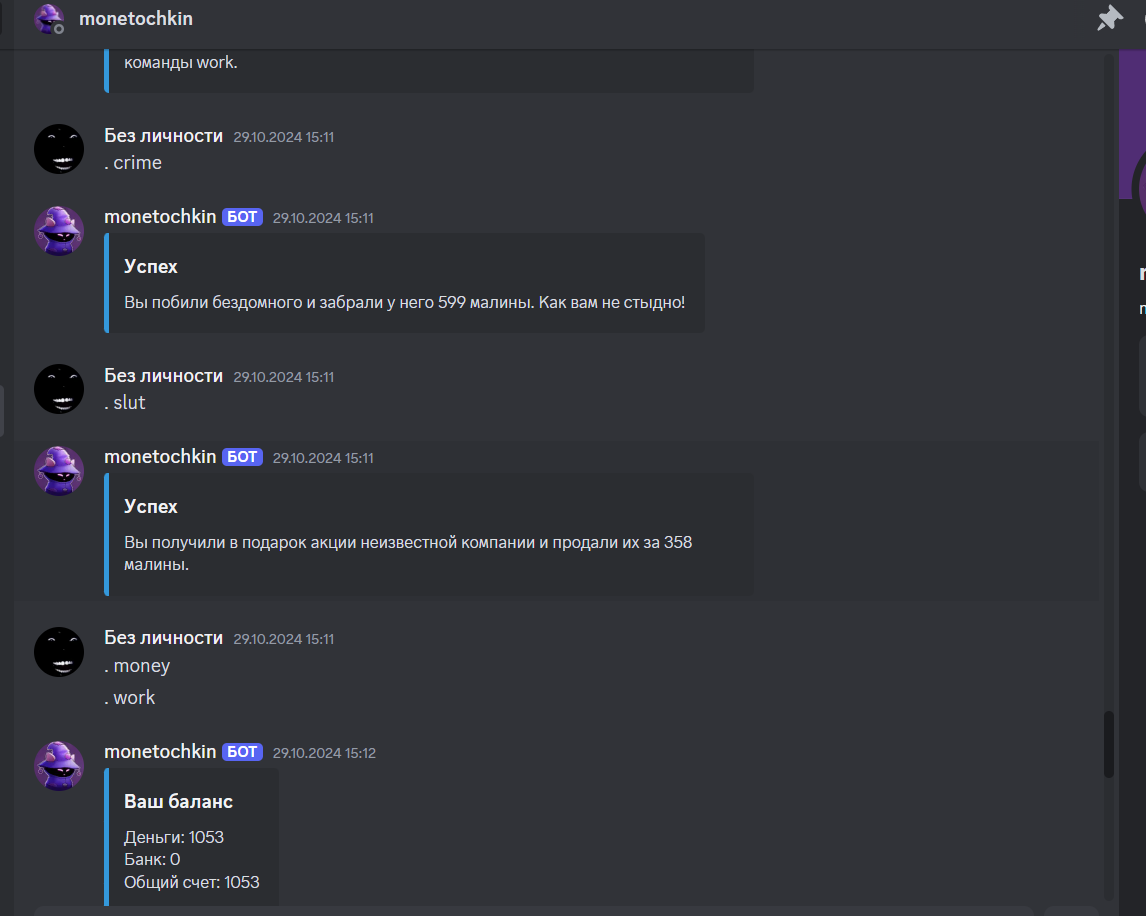 monetochkin
команды work.
Без личности 29.10.2024 15:11
. crime
monetochkin БОТ 29.10.2024 15:11
Успех
Вы побили бездомного и забрали у него 599 малины. Как вам не стыдно!
Без личности 29.10.2024 15:11
. slut
monetochkin БОТ 29.10.2024 15:11
Успех
Вы получили в подарок акции неизвестной компании и продали их за 358
малины.
Без личности 29.10.2024 15:11
. money
. work
monetochkin БОТ 29.10.2024 15:12
Ваш баланс
Деньги: 1053
Банк: 0
Общий счет: 1053